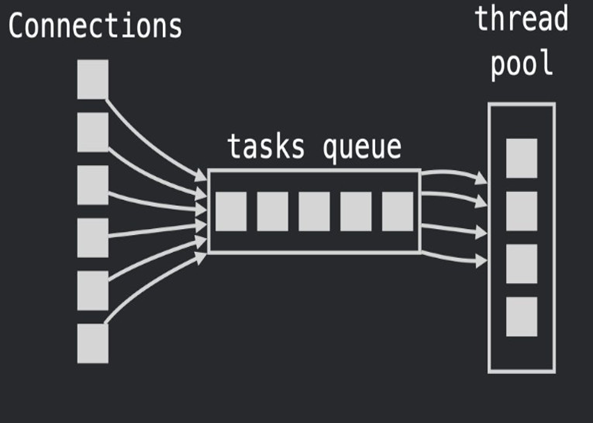 Connections
thread
pool
tasks queue